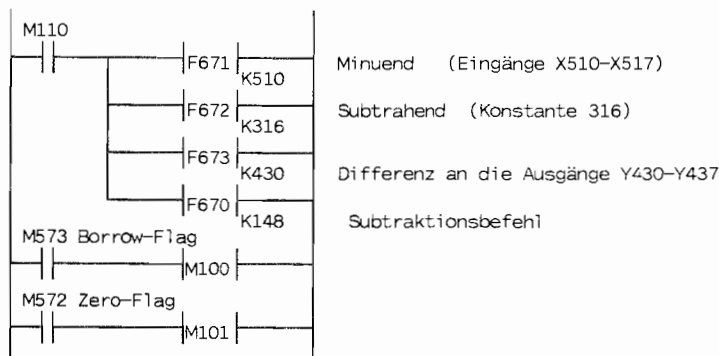 M110
F671 Minuend (Eingänge X510-X517)
K510
F672 Subtrahend (Konstante 316)
K316
F673
K430 Differenz an die Ausgänge Y430-Y437
F670
K148 Subtraktionsbefehl
M573 Borrow-Flag
M100
M572 Zero-Flag
M101